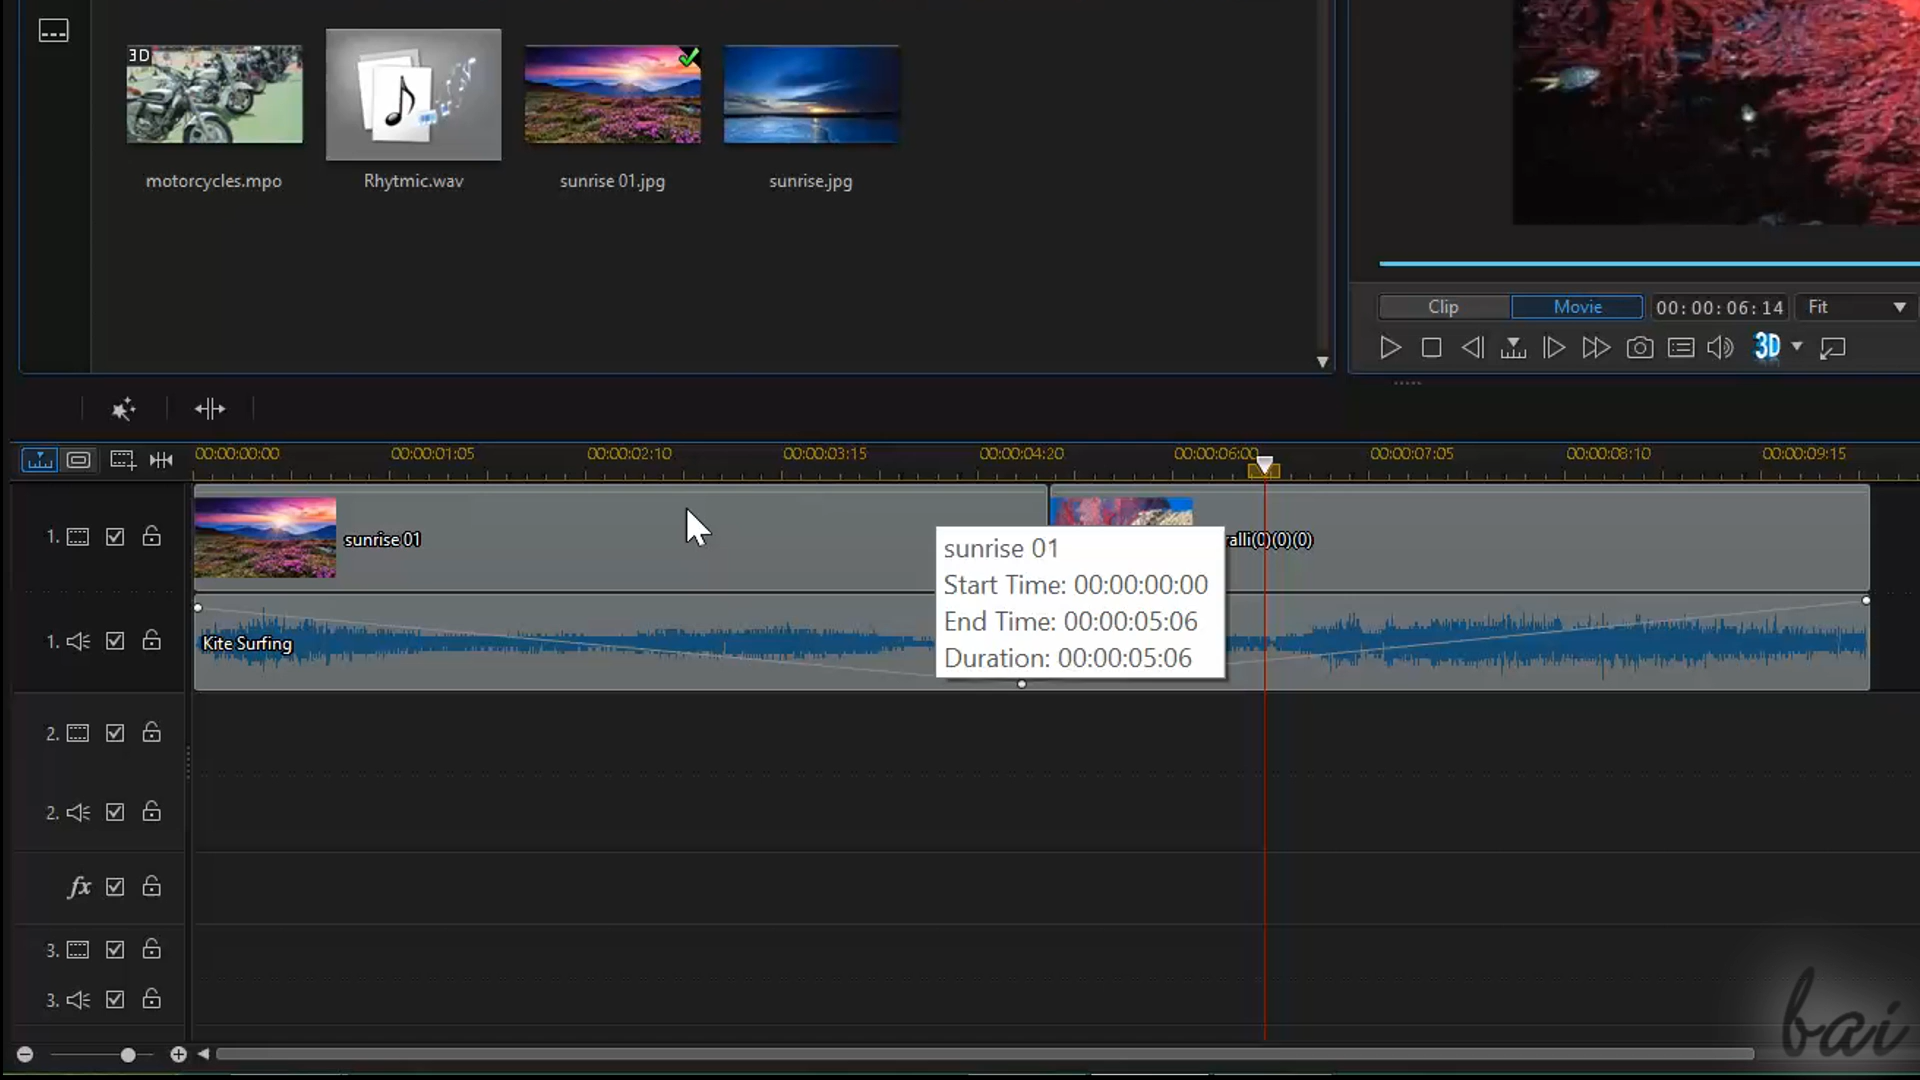 3D
motorcycles.mpo
Rhytmic.wav
sunrise 01.jpg
sunrise.jpg
Clip
Movie
00:00:06:14
Fit
3D
00:00:00:00
00:00:01:05
00:00:02:10
00:00:03:15
00:00:04:20
00:00:06:00
00:00:07:05
00:00:08:10
00:00:09:15
1.
sunrise 01
alli(0)(0)(0)
sunrise 01
Start Time: 00:00:00:00
End Time: 00:00:05:06
Duration: 00:00:05:06
1.
Kite Surfing
2.
2.
fx
3.
3.
bai